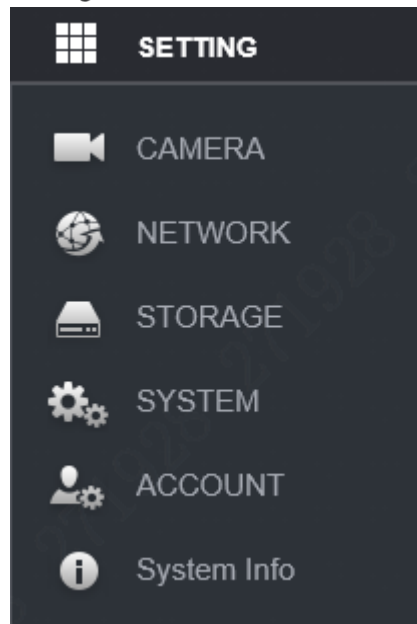 SETTING
CAMERA
NETWORK
STORAGE
SYSTEM
ACCOUNT
System Info